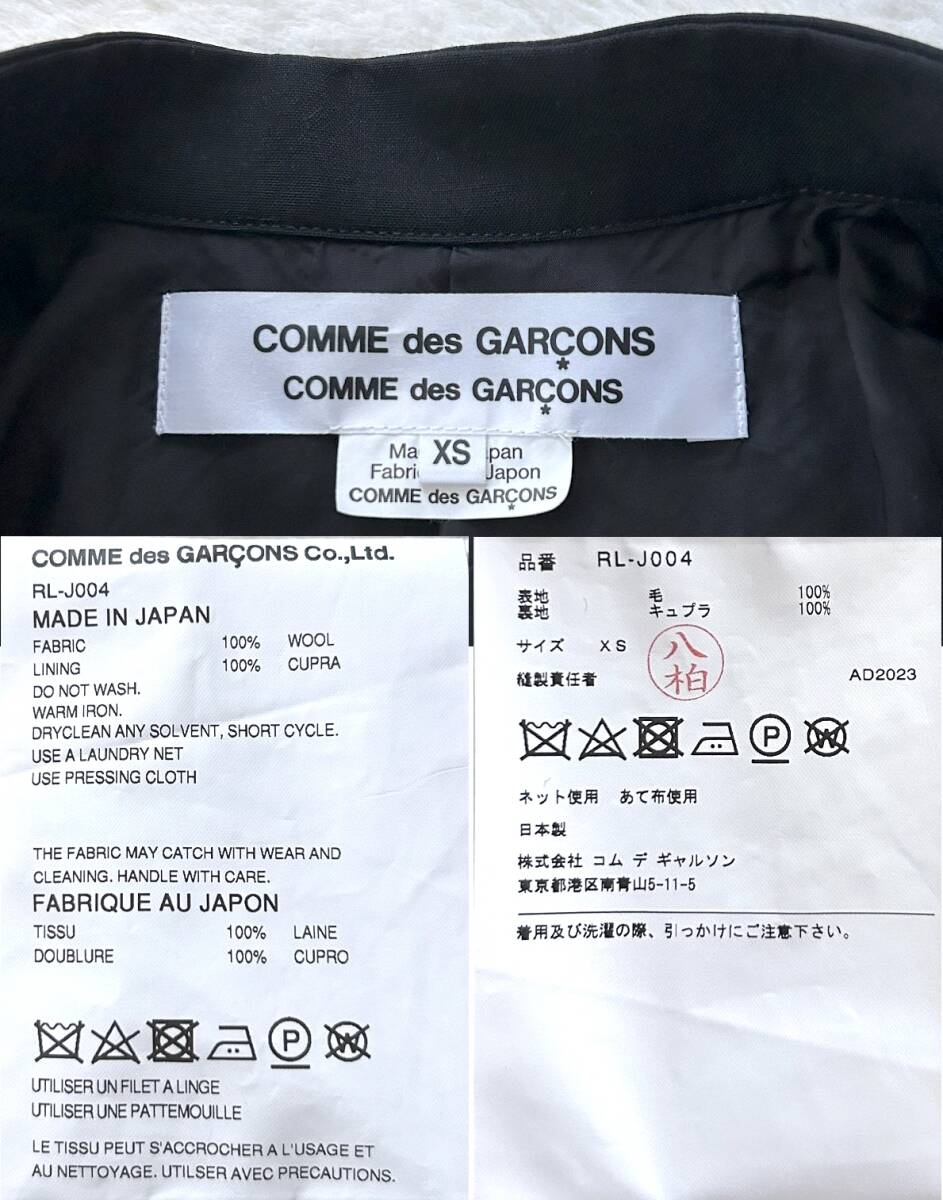 COMME des GARÇONS
COMME des GARÇONS
XS
Ma pan
Fabri Japon
COMME des GARÇONS
COMME des GARÇONS Co.,Ltd.
RL-J004
MADE IN JAPAN
FABRIC 100% WOOL
LINING 100% CUPRA
DO NOT WASH.
WARM IRON.
DRYCLEAN ANY SOLVENT, SHORT CYCLE.
USE A LAUNDRY NET
USE PRESSING CLOTH
THE FABRIC MAY CATCH WITH WEAR AND
CLEANING. HANDLE WITH CARE.
FABRIQUE AU JAPON
TISSU 100% LAINE
DOUBLURE 100% CUPRO
P W
UTILISER UN FILET A LINGE
UTILISER UNE PATTEMOUILLE
LE TISSU PEUT S'ACCROCHER A L'USAGE ET
AU NETTOYAGE. UTILSER AVEC PRECAUTIONS.
品番 RL-J004
表地 毛 100%
裏地 キュプラ 100%
サイズ XS
縫製責任者 八柏 AD2023
P W
ネット使用 あて布使用
日本製
株式会社 コム デ ギャルソン
東京都港区南青山5-11-5
着用及び洗濯の際、引っかけにご注意下さい。